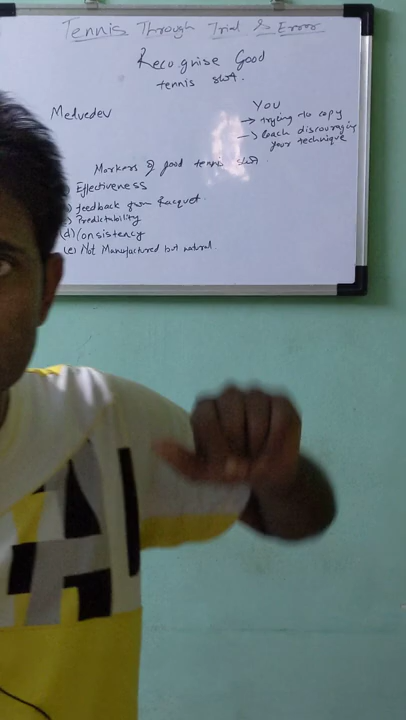 Tennis Through Trial & Error
Recognise Good
tennis shot.
Medvedev
You
→ trying to copy
→ Coach discouraging
your technique
Markers of good tennis shot.
Effectiveness
feedback from Racquet.
Predictability
(d) Consistency
(e) Not Manufactured but natural.